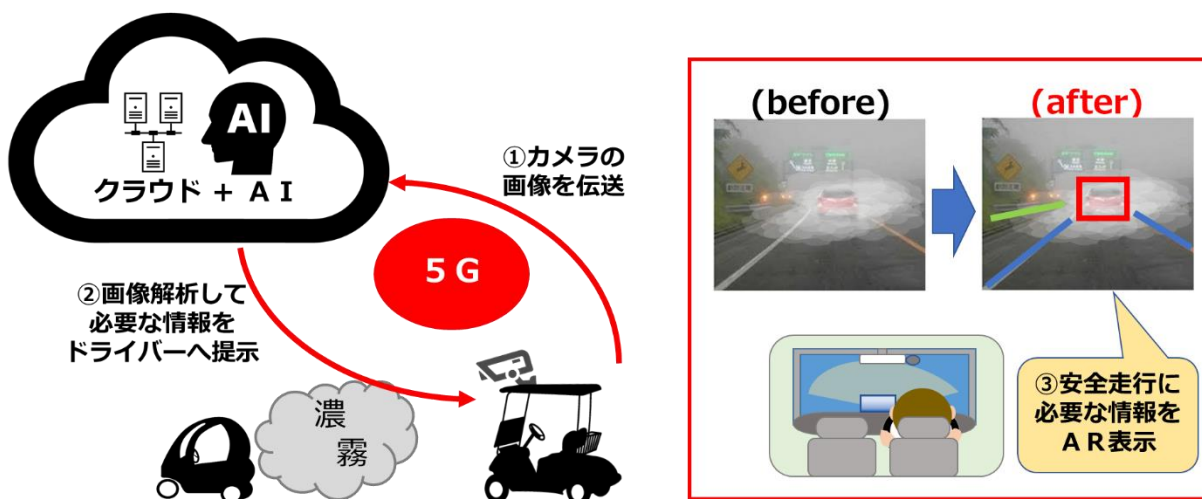 AI
クラウド + AI
①カメラの
画像を伝送
5G
②画像解析して
必要な情報を
ドライバーへ提示
濃
霧
(before)
(after)
③安全走行に
必要な情報を
AR表示